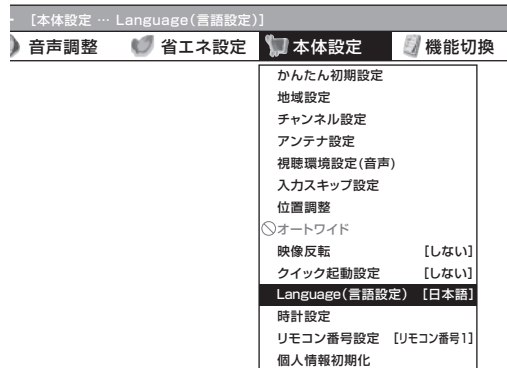 [本体設定 … Language(言語設定)]
音声調整 省エネ設定 本体設定 機能切換
かんたん初期設定
地域設定
チャンネル設定
アンテナ設定
視聴環境設定(音声)
入力スキップ設定
位置調整
オートワイド
映像反転 [しない]
クイック起動設定 [しない]
Language(言語設定) [日本語]
時計設定
リモコン番号設定 [リモコン番号1]
個人情報初期化